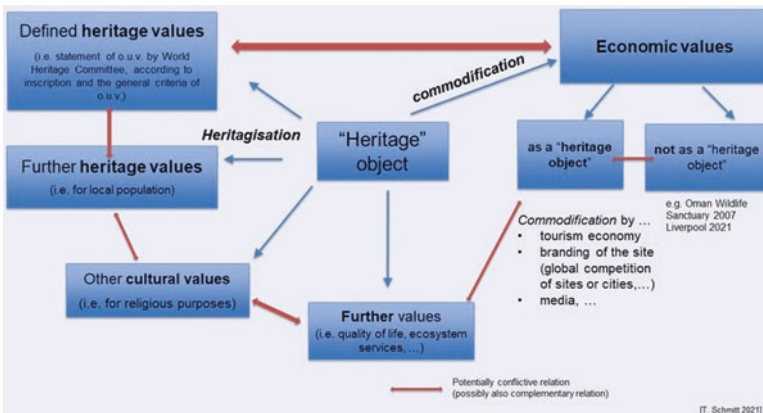 Defined heritage values
(i.e. statement of o.u.v. by World
Heritage Committee, according to
inscription and the general criteria of
o.u.v.)
Economic values
commodification
Heritagisation
"Heritage"
object
as a "heritage
object"
not as a "heritage
object"
Further heritage values
(i.e. for local population)
e.g. Oman Wildlife
Sanctuary 2007
Liverpool 2021
Commodification by ...
• tourism economy
• branding of the site
(global competition
of sites or cities,...)
• media, ...
Other cultural values
(i.e. for religious purposes)
Further values
(i.e. quality of life, ecosystem
services, ...)
Potentially conflictive relation
(possibly also complementary relation)
[T. Schmitt 2021]